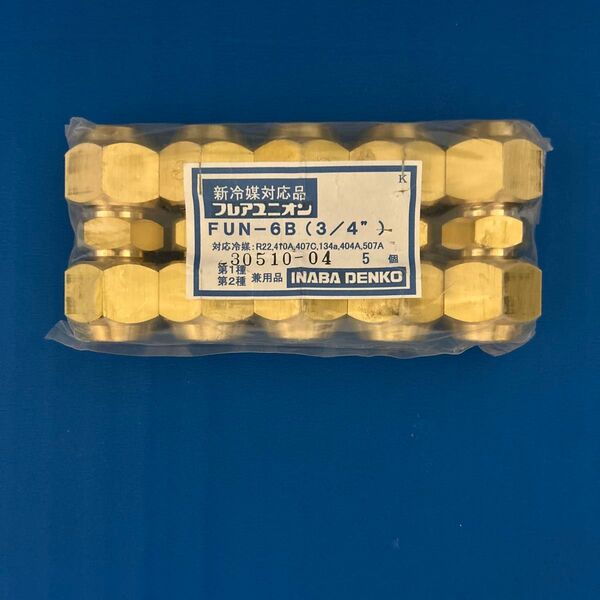 K
新冷媒対応品
フレアユニオン
FUN-6B (3/4")
対応冷媒:R22,410A,407C,134a,404A,507A
30510-04 5 個
第1種
第2種 兼用品 INABA DENKO